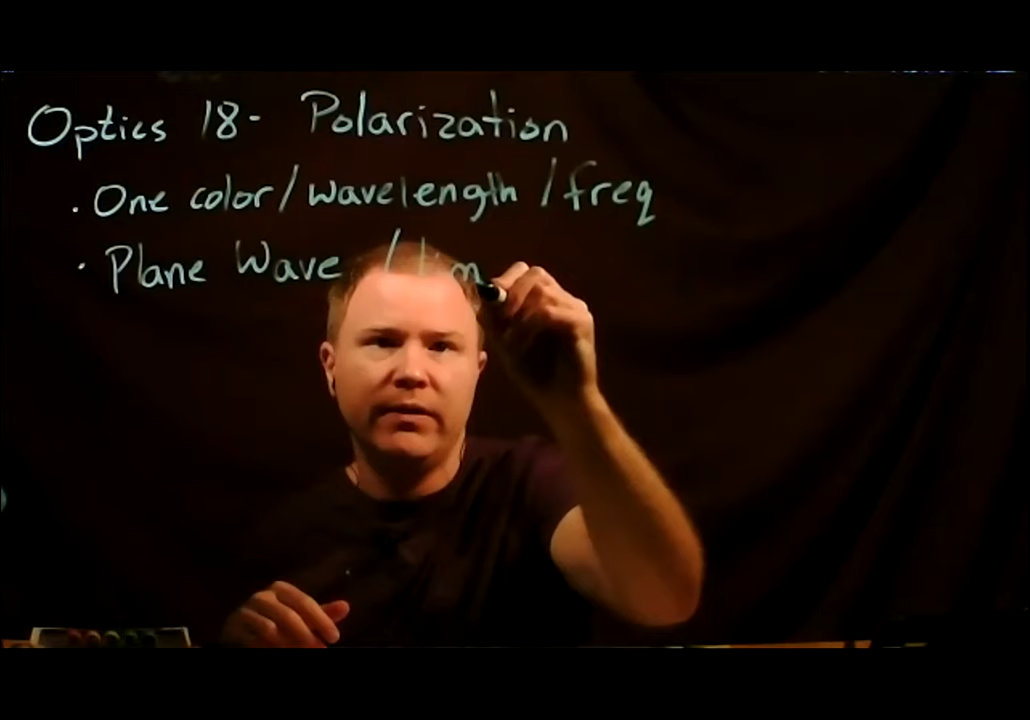 Optics 18- Polarization
· One color/wavelength/freq
· Plane Wave /